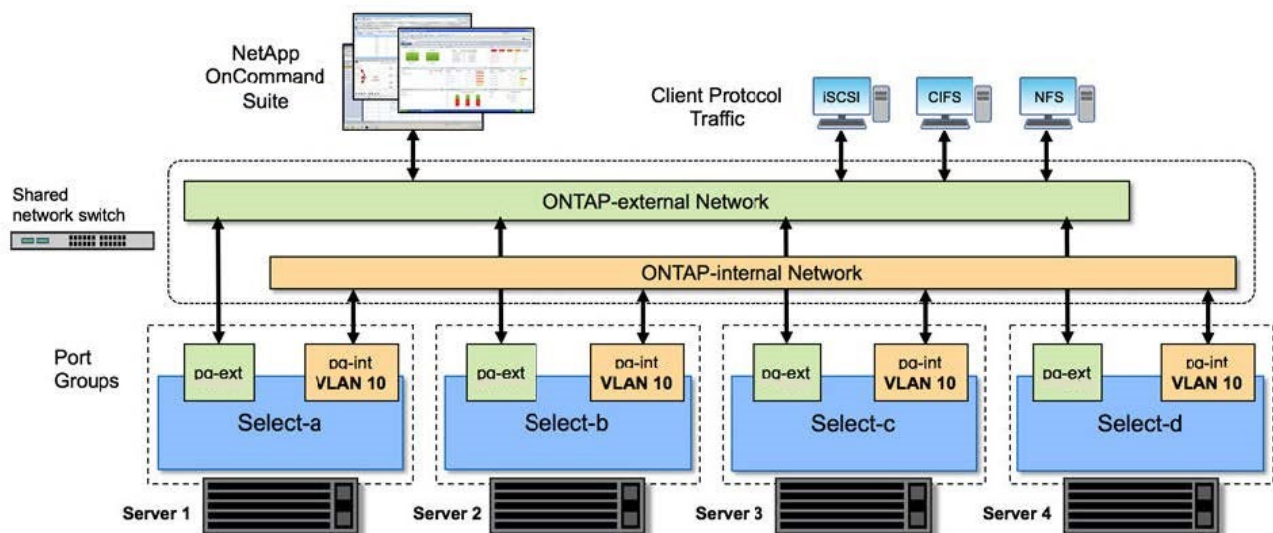 NetApp
OnCommand
Suite
Client Protocol
Traffic
iSCSI
CIFS
NFS
Shared
network switch
ONTAP-external Network
ONTAP-internal Network
Port
Groups
pg-ext
pg-int
VLAN 10
Select-a
pg-ext
pg-int
VLAN 10
Select-b
pg-ext
pg-int
VLAN 10
Select-c
pg-ext
pg-int
VLAN 10
Select-d
Server 1
Server 2
Server 3
Server 4